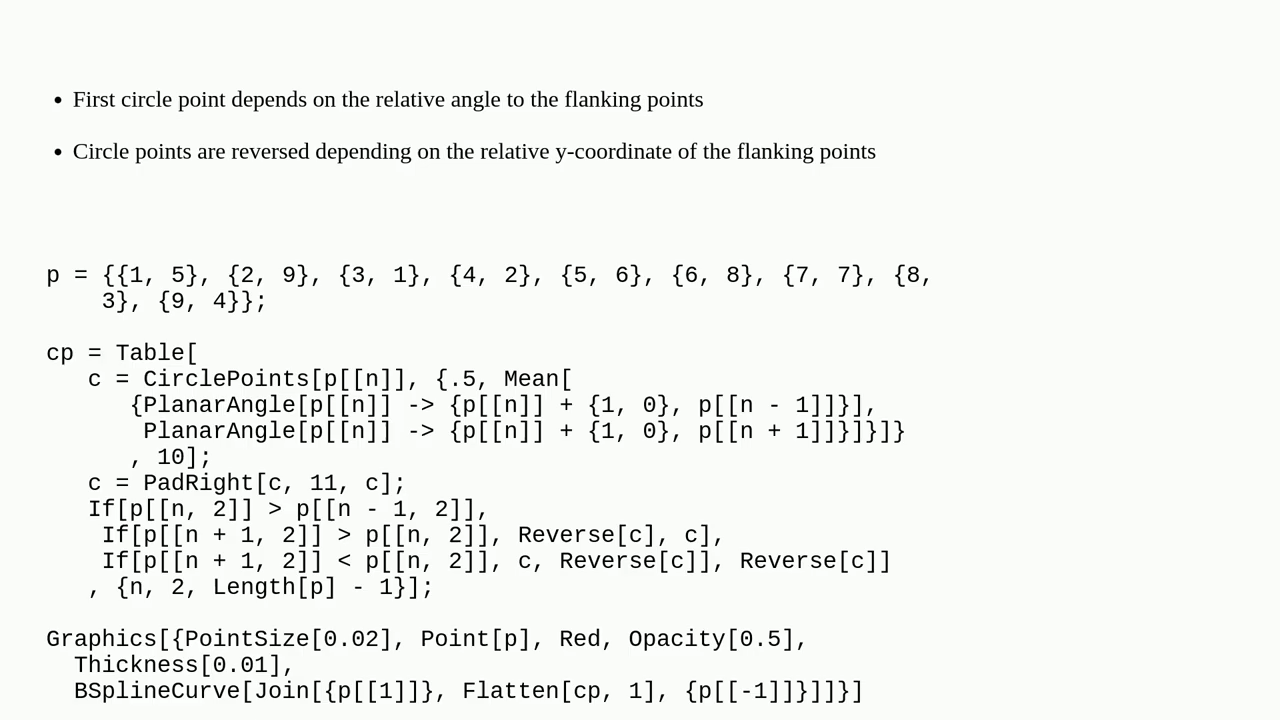 • First circle point depends on the relative angle to the flanking points
• Circle points are reversed depending on the relative y-coordinate of the flanking points
p = {{1, 5}, {2, 9}, {3, 1}, {4, 2}, {5, 6}, {6, 8}, {7, 7}, {8,
    3}, {9, 4}};
cp = Table[
   c = CirclePoints[p[[n]], {.5, Mean[
      {PlanarAngle[p[[n]] -> {p[[n]] + {1, 0}, p[[n - 1]]}],
       PlanarAngle[p[[n]] -> {p[[n]] + {1, 0}, p[[n + 1]]}]}]}
      , 10];
   c = PadRight[c, 11, c];
   If[p[[n, 2]] > p[[n - 1, 2]],
    If[p[[n + 1, 2]] > p[[n, 2]], Reverse[c], c],
    If[p[[n + 1, 2]] < p[[n, 2]], c, Reverse[c]], Reverse[c]]
   , {n, 2, Length[p] - 1}];
Graphics[{PointSize[0.02], Point[p], Red, Opacity[0.5],
  Thickness[0.01],
  BSplineCurve[Join[{p[[1]]}, Flatten[cp, 1], {p[[-1]]}]]}]